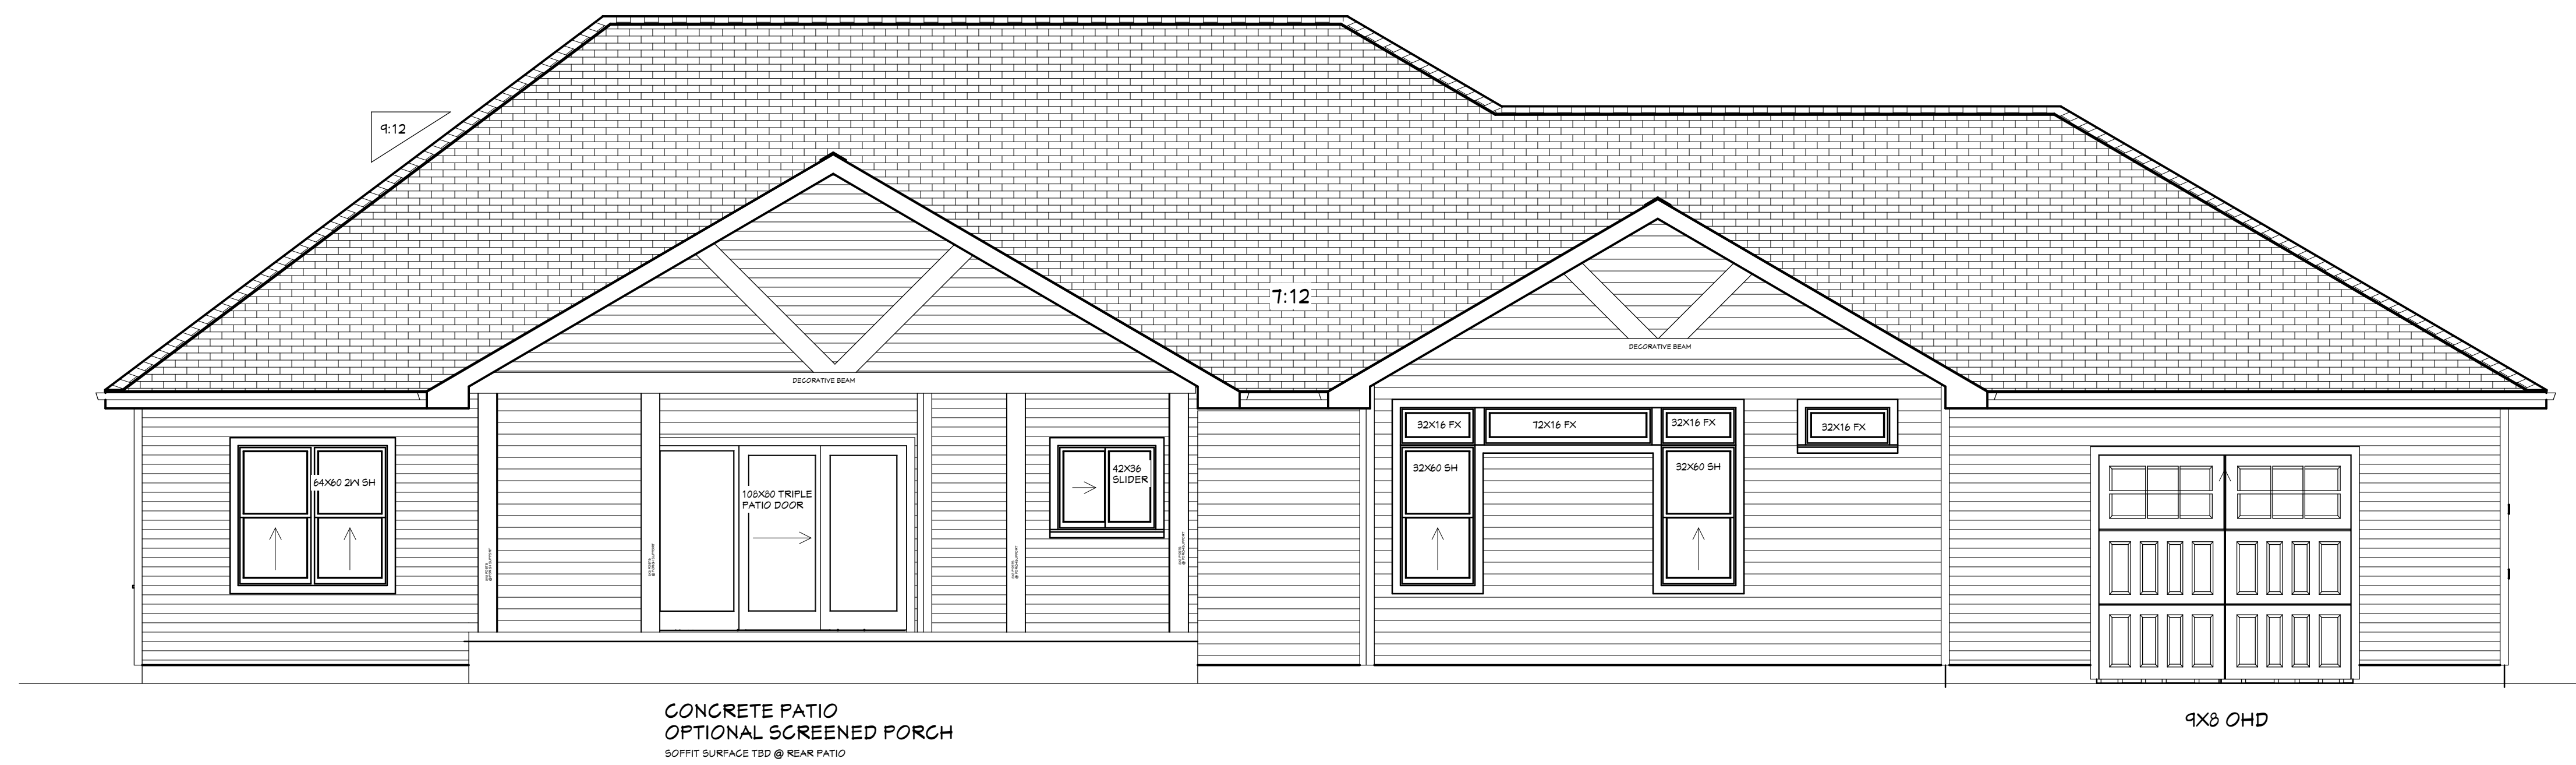 9:12
7:12
DECORATIVE BEAM
DECORATIVE BEAM
32X16 FX
72X16 FX
32X16 FX
32X16 FX
64X60 2W SH
108X80 TRIPLE
PATIO DOOR
42X36
SLIDER
32X60 SH
32X60 SH
CONCRETE PATIO
OPTIONAL SCREENED PORCH
SOFFIT SURFACE TBD @ REAR PATIO
9X8 OHD